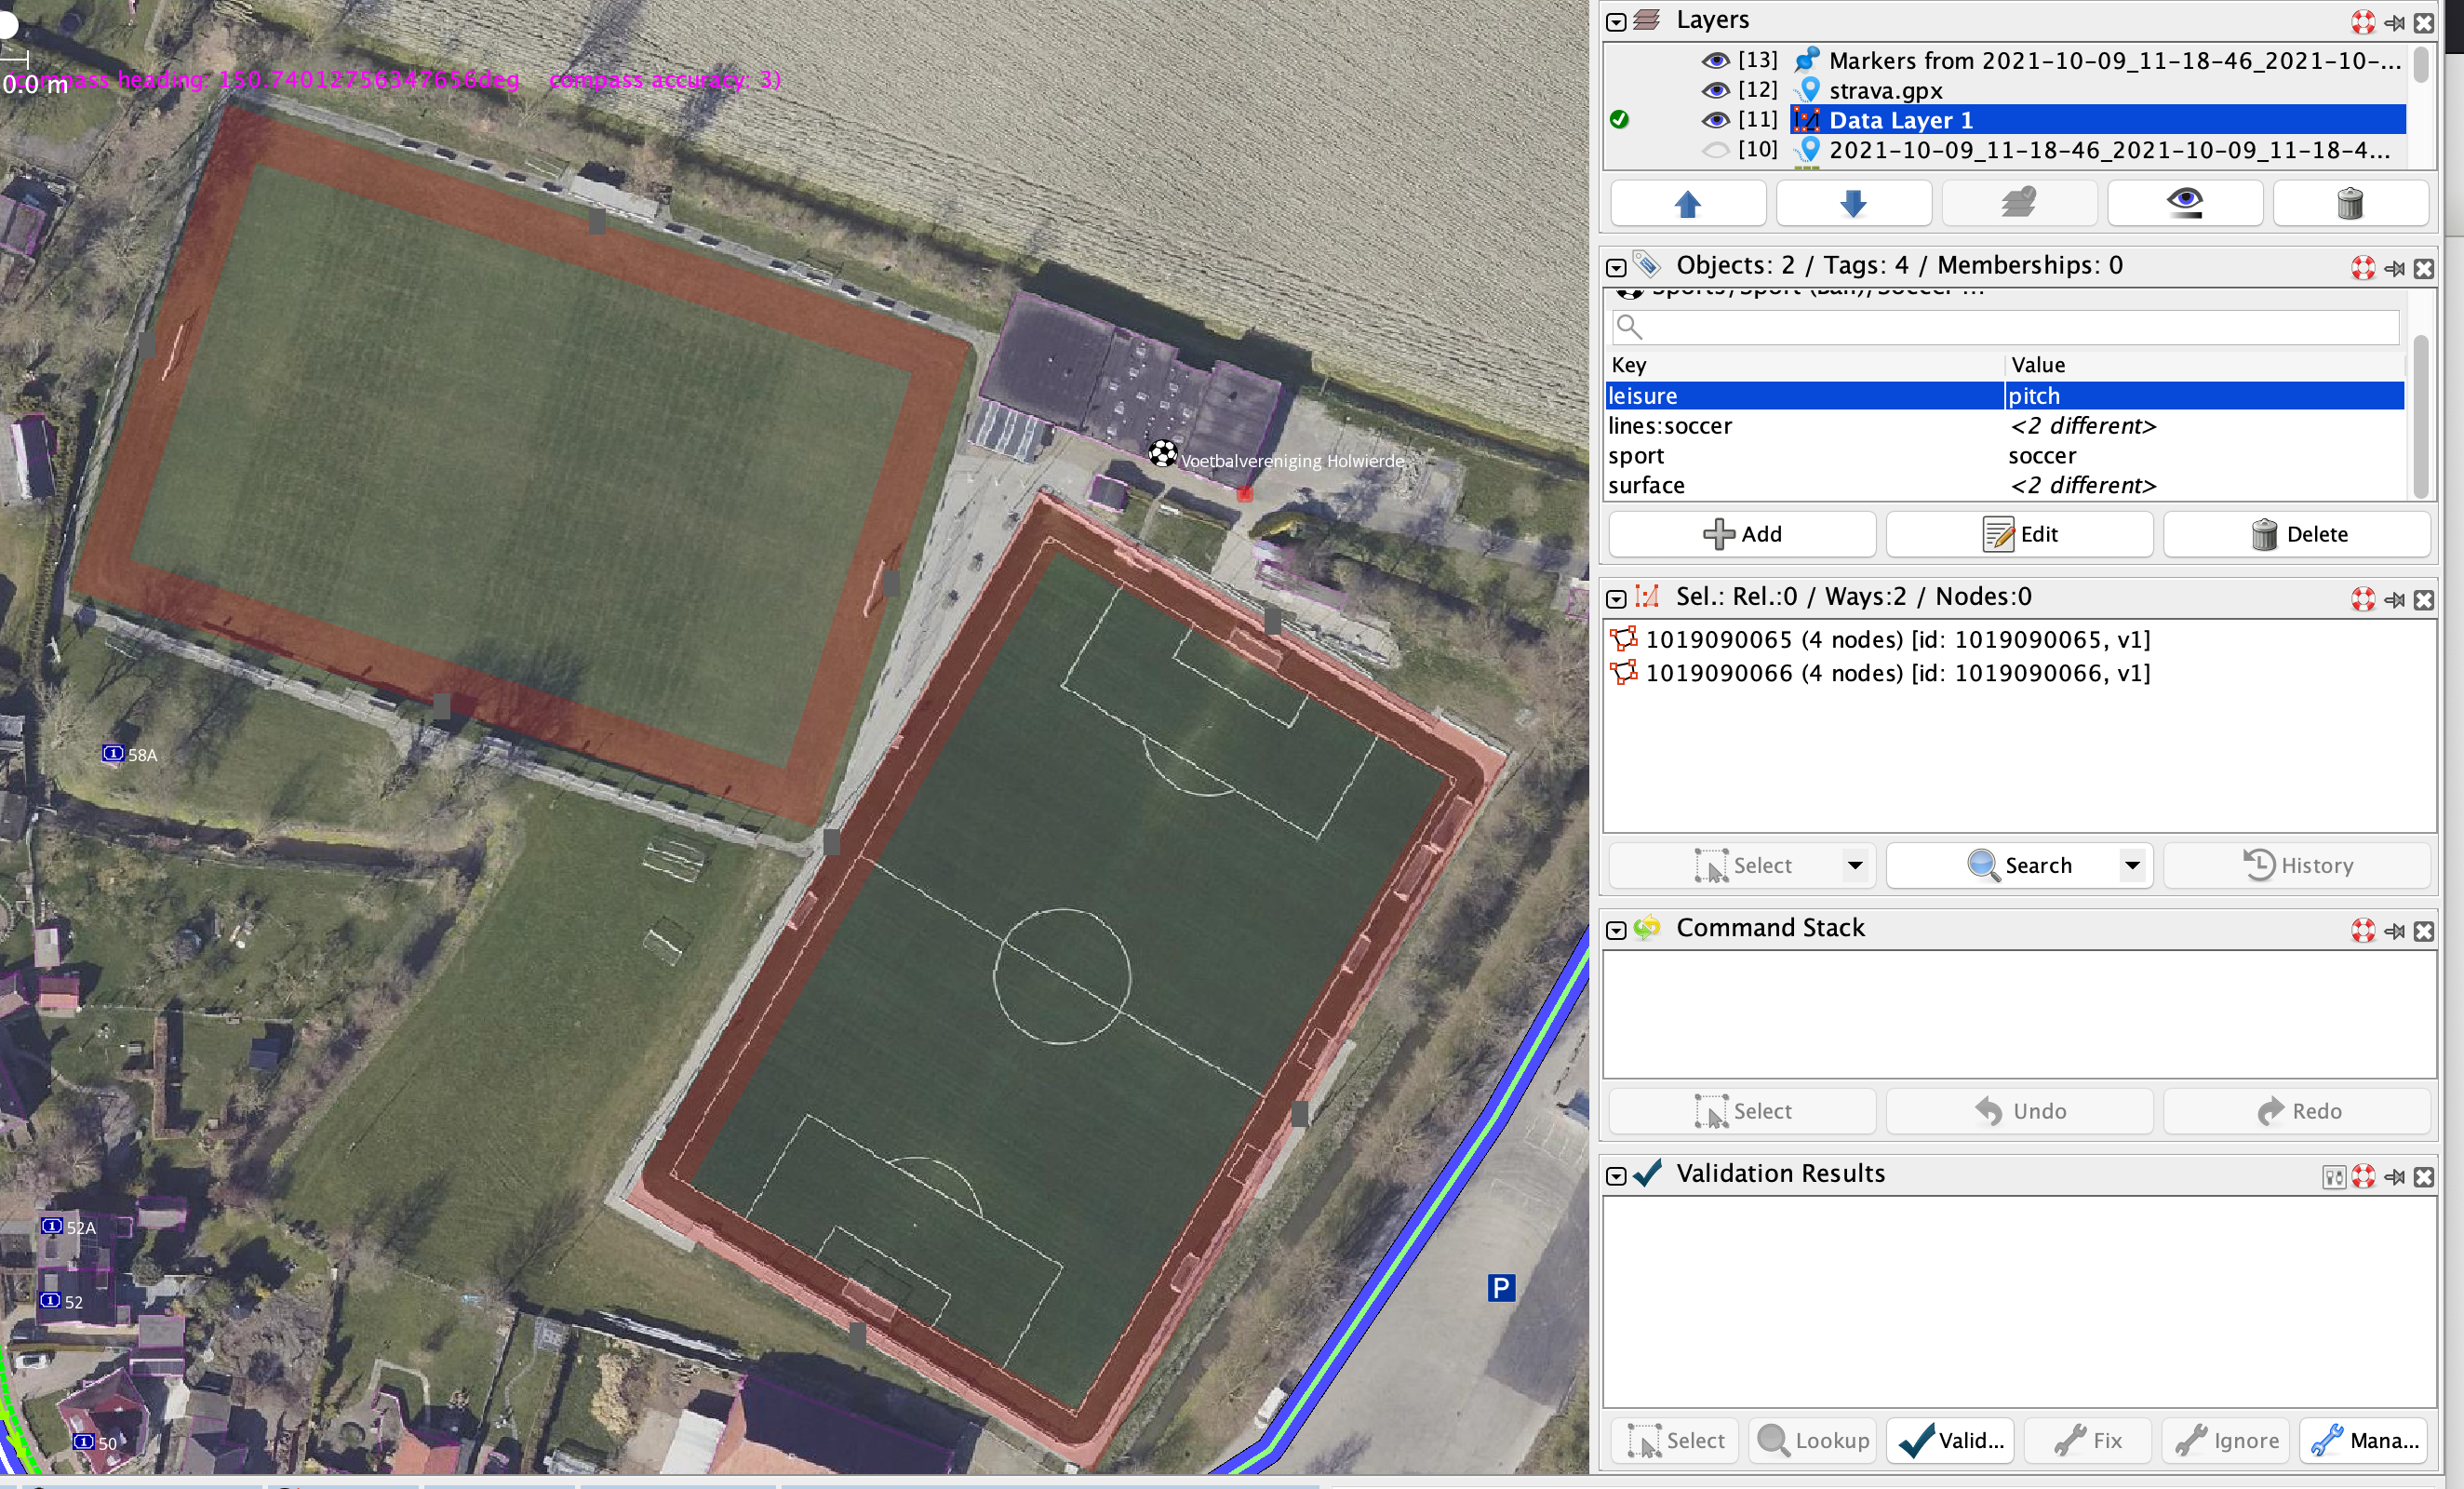 compass heading: 150.74012756347656deg compass accuracy: 3)
0.0 m
Voetbalvereniging Holwierde
58A
P
52A
52
50
Layers
[13] Markers from 2021-10-09_11-18-46_2021-10-...
[12] strava.gpx
[11] Data Layer 1
[10] 2021-10-09_11-18-46_2021-10-09_11-18-4...
Objects: 2 / Tags: 4 / Memberships: 0
Sports/Sport (Ball)/Soccer ...
Key Value
leisure pitch
lines:soccer <2 different>
sport soccer
surface <2 different>
Add Edit Delete
Sel.: Rel.:0 / Ways:2 / Nodes:0
1019090065 (4 nodes) [id: 1019090065, v1]
1019090066 (4 nodes) [id: 1019090066, v1]
Select Search History
Command Stack
Select Undo Redo
Validation Results
Select Lookup Valid... Fix Ignore Mana...